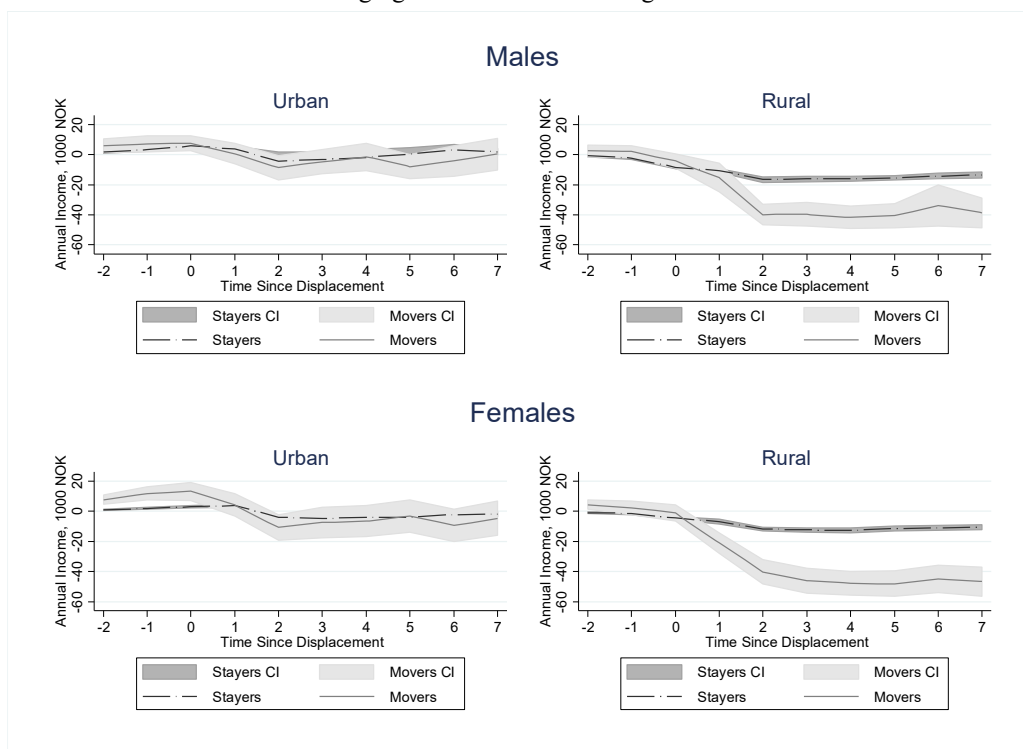 Males
Urban
Rural
Annual Income, 1000 NOK
20
0
-20
-40
-60
-2 -1 0 1 2 3 4 5 6 7
Time Since Displacement
Stayers CI Movers CI
Stayers Movers
Annual Income, 1000 NOK
20
0
-20
-40
-60
-2 -1 0 1 2 3 4 5 6 7
Time Since Displacement
Stayers CI Movers CI
Stayers Movers
Females
Urban
Rural
Annual Income, 1000 NOK
20
0
-20
-40
-60
-2 -1 0 1 2 3 4 5 6 7
Time Since Displacement
Stayers CI Movers CI
Stayers Movers
Annual Income, 1000 NOK
20
0
-20
-40
-60
-2 -1 0 1 2 3 4 5 6 7
Time Since Displacement
Stayers CI Movers CI
Stayers Movers